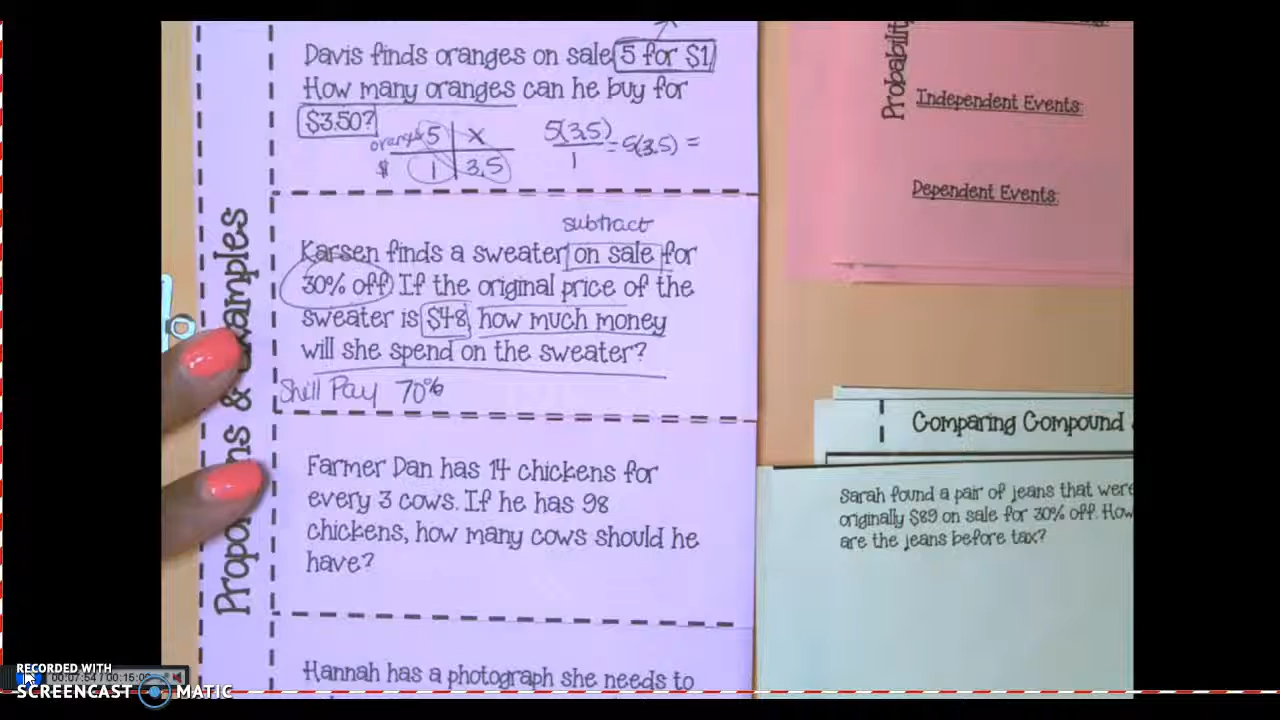 Davis finds oranges on sale 5 for $1
How many oranges can he buy for
$3.50?
oranges 5 x
$ 1 3.5
5(3.5)
1
= 5(3.5) =
subtract
Karsen finds a sweater on sale for
30% off. If the original price of the
sweater is $48, how much money
will she spend on the sweater?
She'll Pay 70%
Farmer Dan has 14 chickens for
every 3 cows. If he has 98
chickens, how many cows should he
have?
Hannah has a photograph she needs to
Proportions & Examples
Probability
Independent Events:
Dependent Events:
Comparing Compound
Sarah found a pair of jeans that were
originally $89 on sale for 30% off. How
are the jeans before tax?
RECORDED WITH
SCREENCAST MATIC